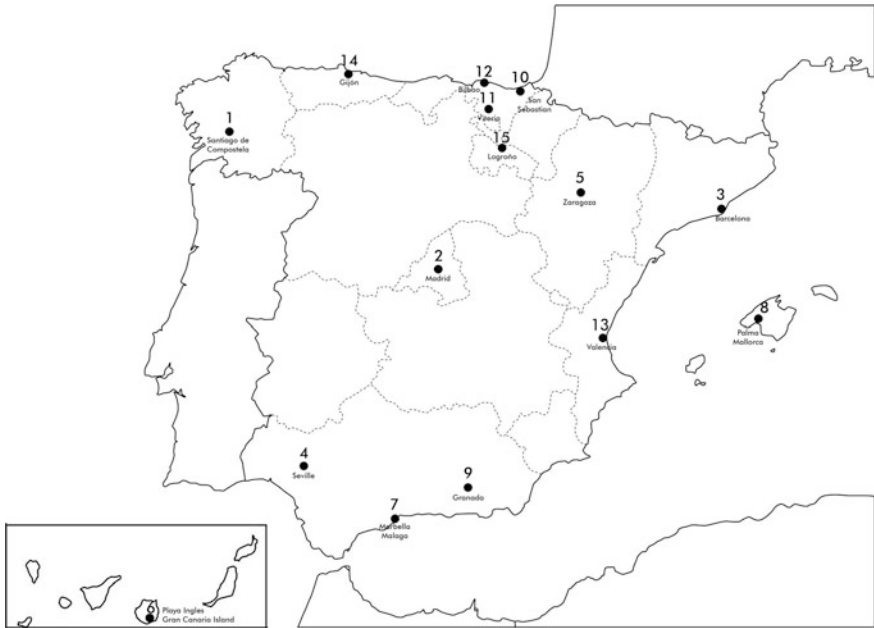 14
Gijón
12
Bilbao
10
San
Sebastian
11
Vitoria
1
Santiago de
Compostela
15
Logroño
5
Zaragoza
3
Barcelona
2
Madrid
8
Palma
Mallorca
13
Valencia
4
Seville
9
Granada
7
Marbella
Malaga
6
Playa Ingles
Gran Canaria Island